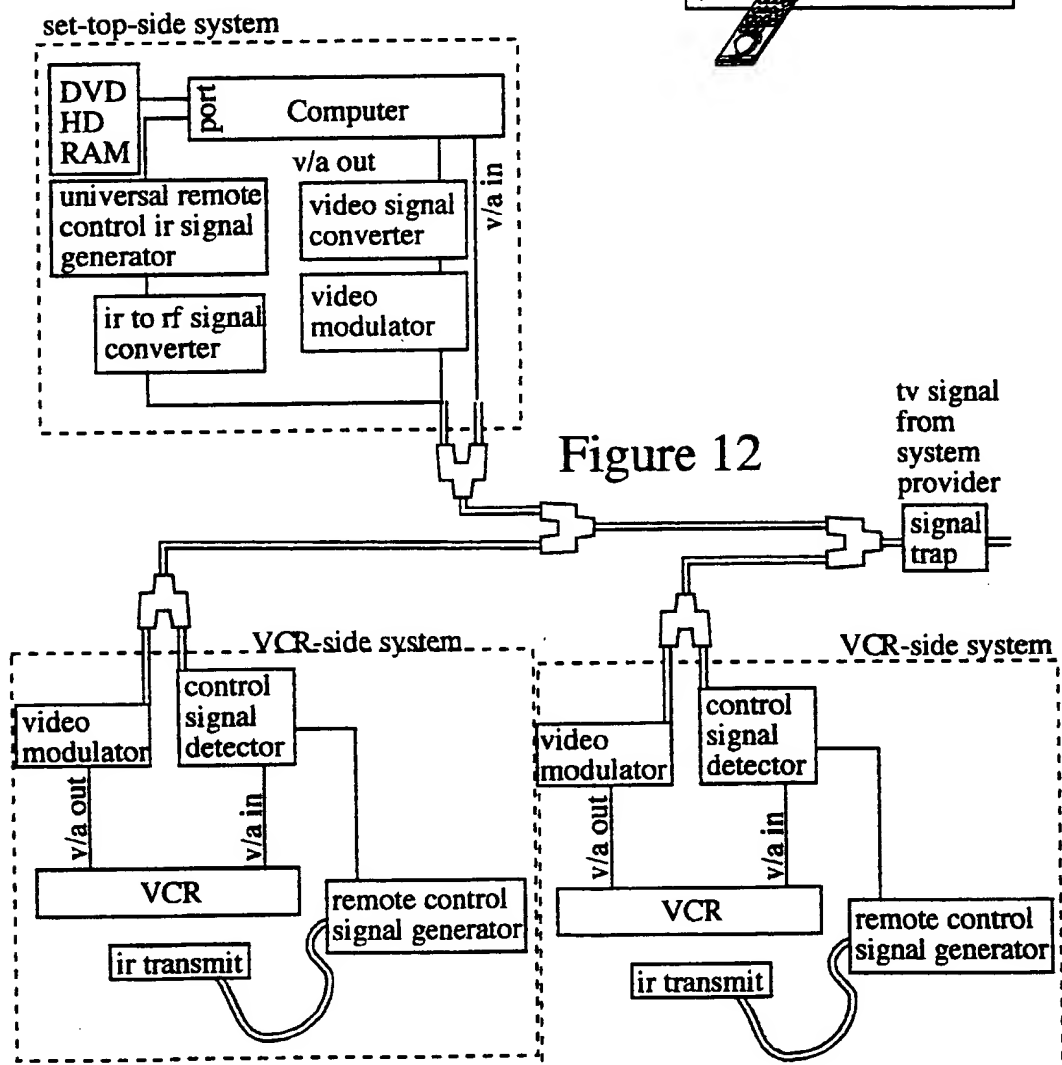 set-top-side system
DVD
HD
RAM
port
Computer
v/a out
v/a in
universal remote
control ir signal
generator
video signal
converter
ir to rf signal
converter
video
modulator
Figure 12
tv signal
from
system
provider
signal
trap
VCR-side system
video
modulator
control
signal
detector
v/a out
v/a in
VCR
remote control
signal generator
ir transmit
VCR-side system
video
modulator
control
signal
detector
v/a out
v/a in
VCR
remote control
signal generator
ir transmit